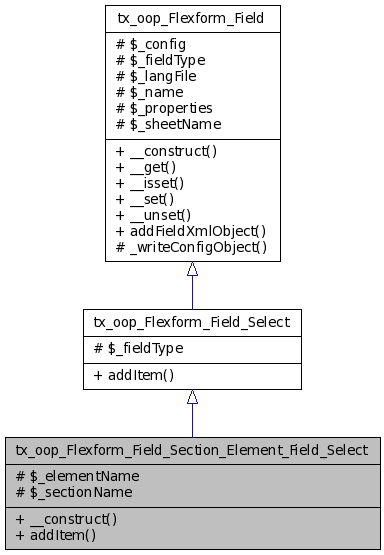 tx_oop_Flexform_Field
# $_config
# $_fieldType
# $_langFile
# $_name
# $_properties
# $_sheetName
+ __construct()
+ __get()
+ __isset()
+ __set()
+ __unset()
+ addFieldXmlObject()
# _writeConfigObject()
tx_oop_Flexform_Field_Select
# $_fieldType
+ addItem()
tx_oop_Flexform_Field_Section_Element_Field_Select
# $_elementName
# $_sectionName
+ __construct()
+ addItem()